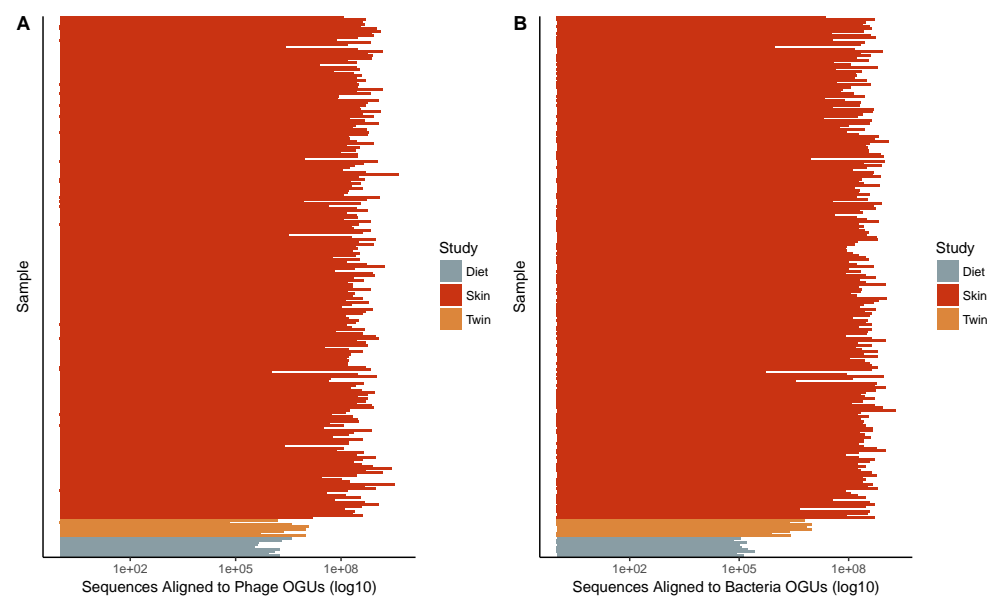 A
Sample
1e+02 1e+05 1e+08
Sequences Aligned to Phage OGUs (log10)
Study
Diet
Skin
Twin
B
Sample
1e+02 1e+05 1e+08
Sequences Aligned to Bacteria OGUs (log10)
Study
Diet
Skin
Twin